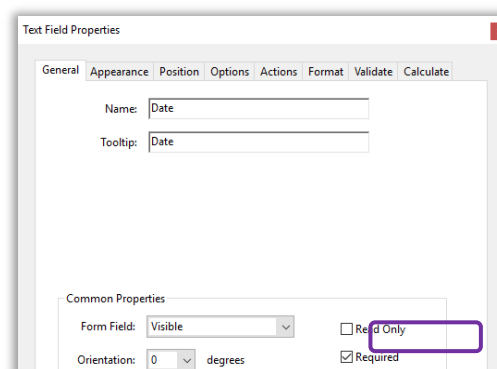 Text Field Properties
General Appearance Position Options Actions Format Validate Calculate
Name: Date
Tooltip: Date
Common Properties
Form Field: Visible
Read Only
Orientation: 0 degrees
Required